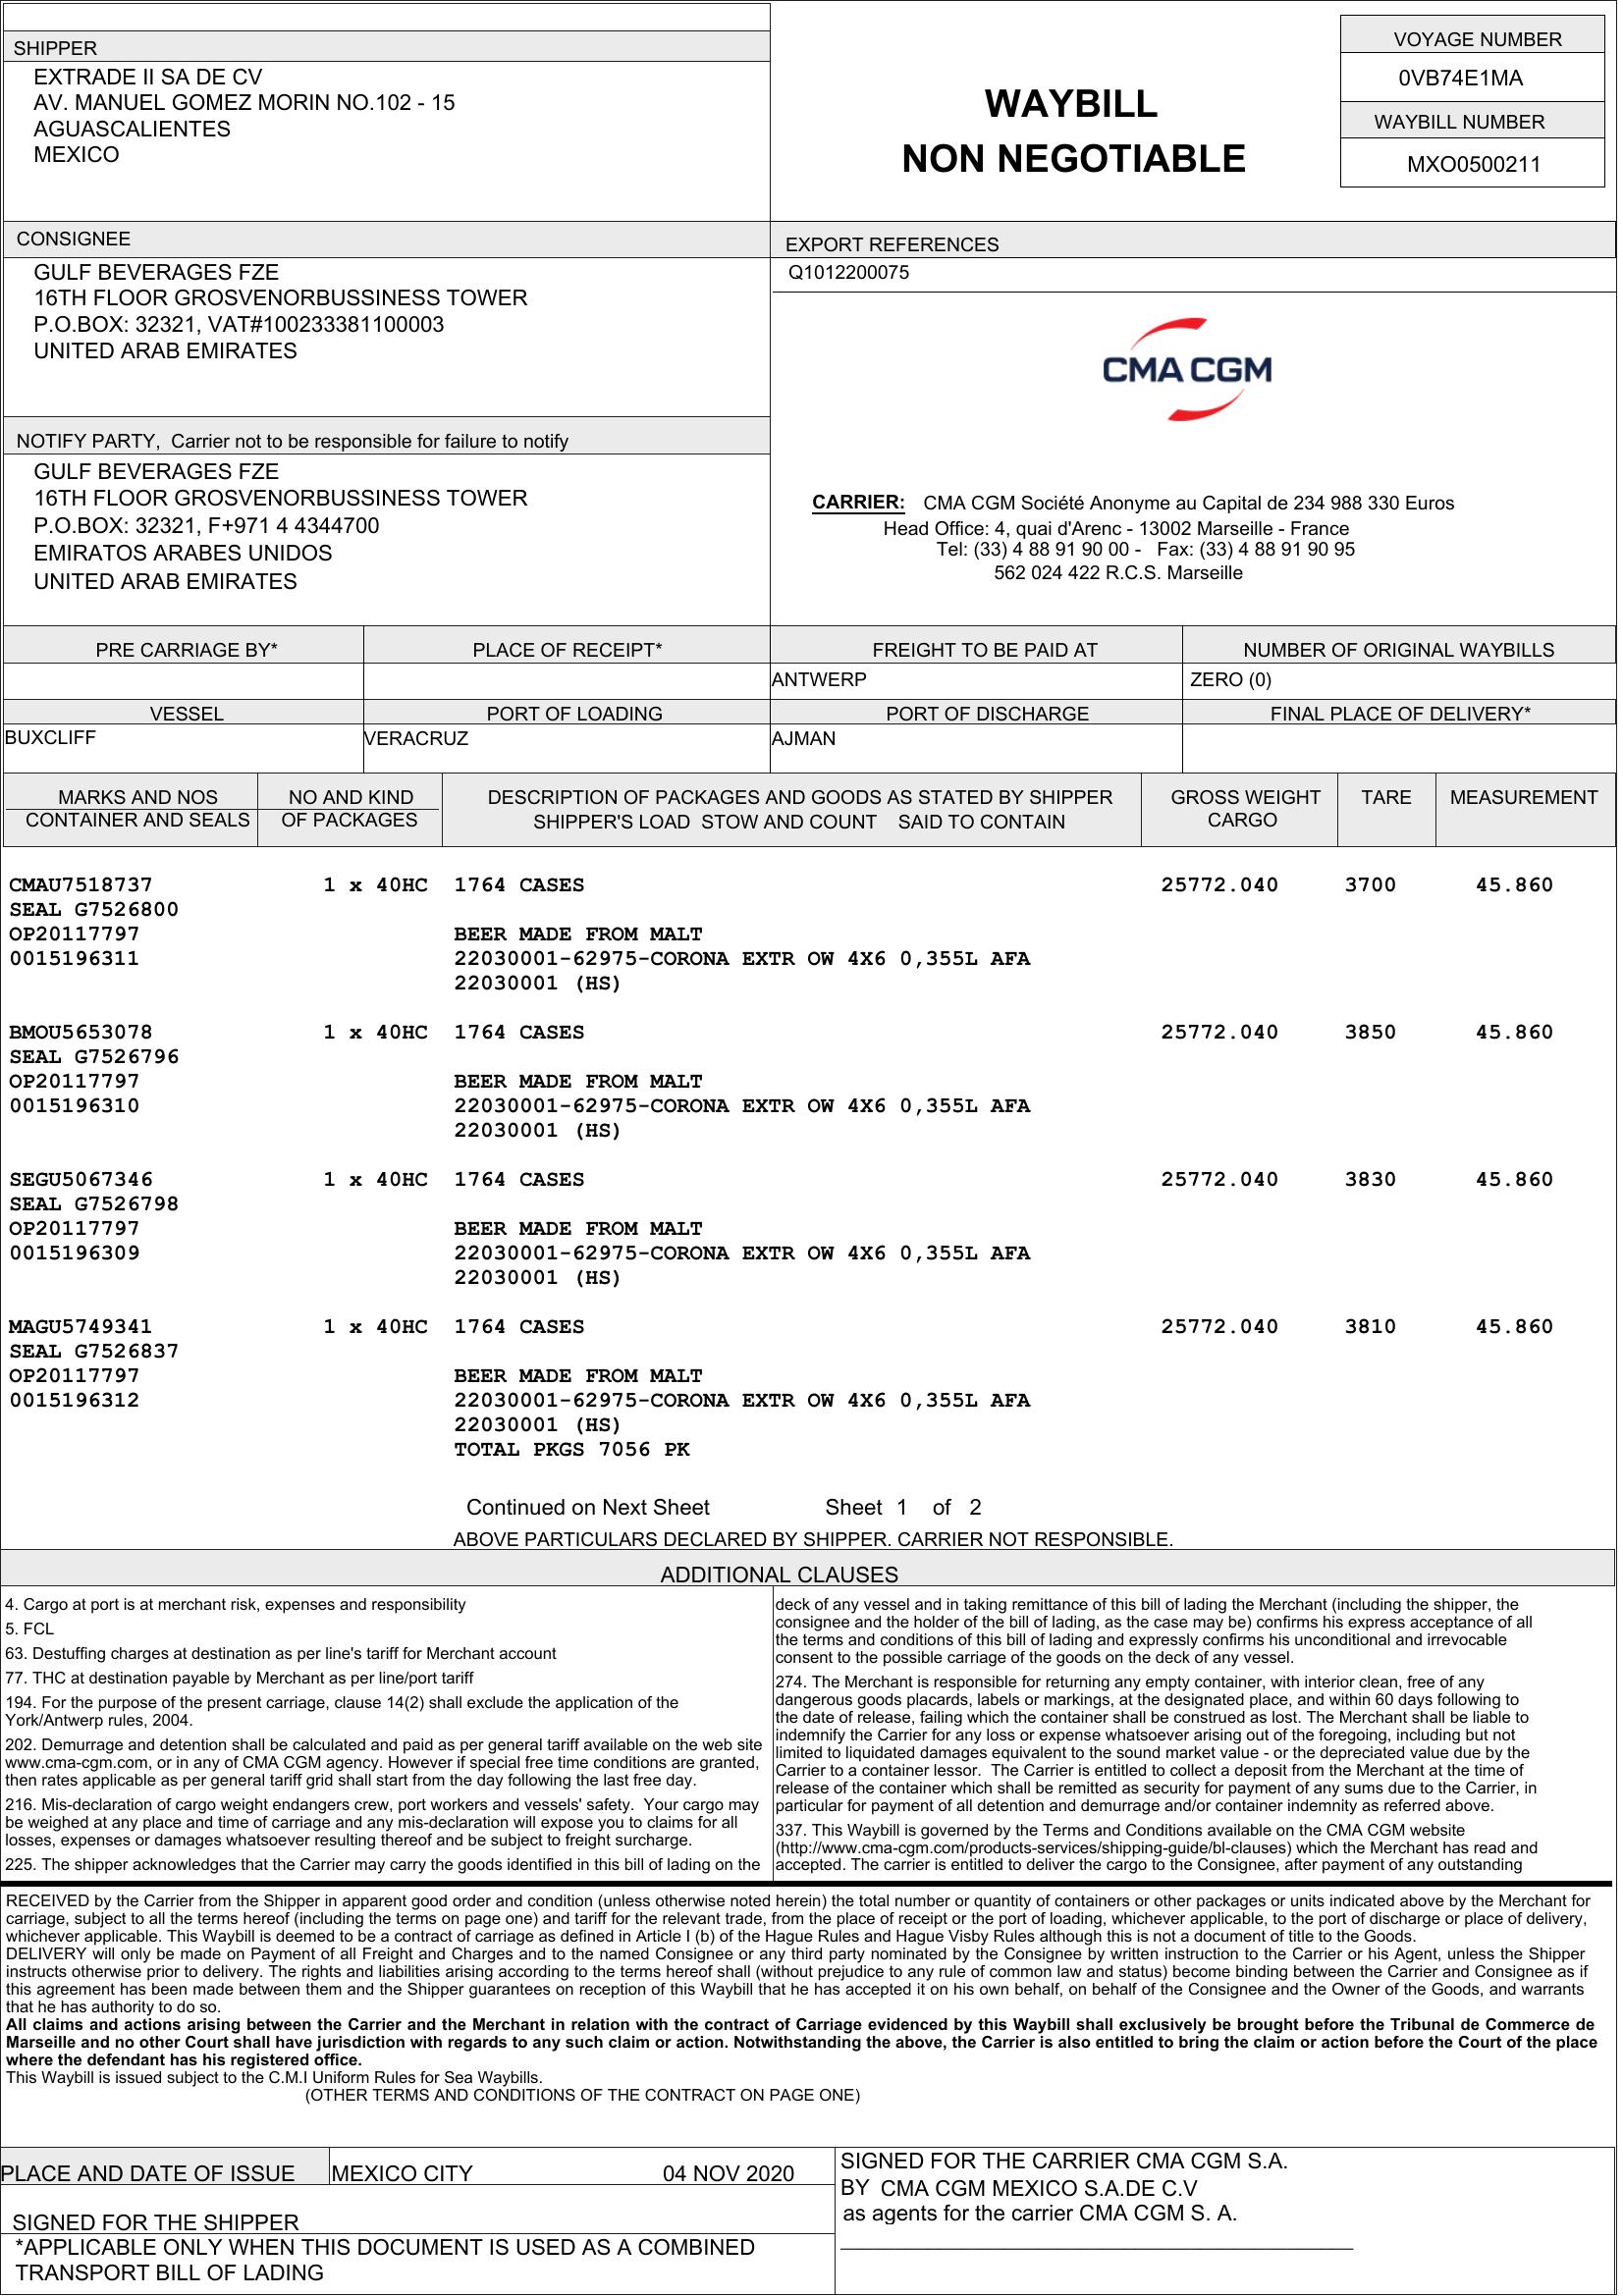 SHIPPER
EXTRADE II SA DE CV
AV. MANUEL GOMEZ MORIN NO.102 - 15
AGUASCALIENTES
MEXICO
WAYBILL
NON NEGOTIABLE
VOYAGE NUMBER
0VB74E1MA
WAYBILL NUMBER
MXO0500211
CONSIGNEE
GULF BEVERAGES FZE
16TH FLOOR GROSVENORBUSSINESS TOWER
P.O.BOX: 32321, VAT#100233381100003
UNITED ARAB EMIRATES
EXPORT REFERENCES
Q1012200075
CMA CGM
NOTIFY PARTY, Carrier not to be responsible for failure to notify
GULF BEVERAGES FZE
16TH FLOOR GROSVENORBUSSINESS TOWER
P.O.BOX: 32321, F+971 4 4344700
EMIRATOS ARABES UNIDOS
UNITED ARAB EMIRATES
CARRIER: CMA CGM Société Anonyme au Capital de 234 988 330 Euros
Head Office: 4, quai d'Arenc - 13002 Marseille - France
Tel: (33) 4 88 91 90 00 - Fax: (33) 4 88 91 90 95
562 024 422 R.C.S. Marseille
PRE CARRIAGE BY* PLACE OF RECEIPT* FREIGHT TO BE PAID AT NUMBER OF ORIGINAL WAYBILLS
ANTWERP ZERO (0)
VESSEL PORT OF LOADING PORT OF DISCHARGE FINAL PLACE OF DELIVERY*
BUXCLIFF VERACRUZ AJMAN
MARKS AND NOS NO AND KIND DESCRIPTION OF PACKAGES AND GOODS AS STATED BY SHIPPER GROSS WEIGHT TARE MEASUREMENT
CONTAINER AND SEALS OF PACKAGES SHIPPER'S LOAD STOW AND COUNT SAID TO CONTAIN CARGO
CMAU7518737 1 x 40HC 1764 CASES 25772.040 3700 45.860
SEAL G7526800
OP20117797 BEER MADE FROM MALT
0015196311 22030001-62975-CORONA EXTR OW 4X6 0,355L AFA
22030001 (HS)
BMOU5653078 1 x 40HC 1764 CASES 25772.040 3850 45.860
SEAL G7526796
OP20117797 BEER MADE FROM MALT
0015196310 22030001-62975-CORONA EXTR OW 4X6 0,355L AFA
22030001 (HS)
SEGU5067346 1 x 40HC 1764 CASES 25772.040 3830 45.860
SEAL G7526798
OP20117797 BEER MADE FROM MALT
0015196309 22030001-62975-CORONA EXTR OW 4X6 0,355L AFA
22030001 (HS)
MAGU5749341 1 x 40HC 1764 CASES 25772.040 3810 45.860
SEAL G7526837
OP20117797 BEER MADE FROM MALT
0015196312 22030001-62975-CORONA EXTR OW 4X6 0,355L AFA
22030001 (HS)
TOTAL PKGS 7056 PK
Continued on Next Sheet Sheet 1 of 2
ABOVE PARTICULARS DECLARED BY SHIPPER. CARRIER NOT RESPONSIBLE.
ADDITIONAL CLAUSES
4. Cargo at port is at merchant risk, expenses and responsibility
5. FCL
63. Destuffing charges at destination as per line's tariff for Merchant account
77. THC at destination payable by Merchant as per line/port tariff
194. For the purpose of the present carriage, clause 14(2) shall exclude the application of the
York/Antwerp rules, 2004.
202. Demurrage and detention shall be calculated and paid as per general tariff available on the web site
www.cma-cgm.com, or in any of CMA CGM agency. However if special free time conditions are granted,
then rates applicable as per general tariff grid shall start from the day following the last free day.
216. Mis-declaration of cargo weight endangers crew, port workers and vessels' safety. Your cargo may
be weighed at any place and time of carriage and any mis-declaration will expose you to claims for all
losses, expenses or damages whatsoever resulting thereof and be subject to freight surcharge.
225. The shipper acknowledges that the Carrier may carry the goods identified in this bill of lading on the
deck of any vessel and in taking remittance of this bill of lading the Merchant (including the shipper, the
consignee and the holder of the bill of lading, as the case may be) confirms his express acceptance of all
the terms and conditions of this bill of lading and expressly confirms his unconditional and irrevocable
consent to the possible carriage of the goods on the deck of any vessel.
274. The Merchant is responsible for returning any empty container, with interior clean, free of any
dangerous goods placards, labels or markings, at the designated place, and within 60 days following to
the date of release, failing which the container shall be construed as lost. The Merchant shall be liable to
indemnify the Carrier for any loss or expense whatsoever arising out of the foregoing, including but not
limited to liquidated damages equivalent to the sound market value - or the depreciated value due by the
Carrier to a container lessor. The Carrier is entitled to collect a deposit from the Merchant at the time of
release of the container which shall be remitted as security for payment of any sums due to the Carrier, in
particular for payment of all detention and demurrage and/or container indemnity as referred above.
337. This Waybill is governed by the Terms and Conditions available on the CMA CGM website
(http://www.cma-cgm.com/products-services/shipping-guide/bl-clauses) which the Merchant has read and
accepted. The carrier is entitled to deliver the cargo to the Consignee, after payment of any outstanding
RECEIVED by the Carrier from the Shipper in apparent good order and condition (unless otherwise noted herein) the total number or quantity of containers or other packages or units indicated above by the Merchant for
carriage, subject to all the terms hereof (including the terms on page one) and tariff for the relevant trade, from the place of receipt or the port of loading, whichever applicable, to the port of discharge or place of delivery,
whichever applicable. This Waybill is deemed to be a contract of carriage as defined in Article I (b) of the Hague Rules and Hague Visby Rules although this is not a document of title to the Goods.
DELIVERY will only be made on Payment of all Freight and Charges and to the named Consignee or any third party nominated by the Consignee by written instruction to the Carrier or his Agent, unless the Shipper
instructs otherwise prior to delivery. The rights and liabilities arising according to the terms hereof shall (without prejudice to any rule of common law and status) become binding between the Carrier and Consignee as if
this agreement has been made between them and the Shipper guarantees on reception of this Waybill that he has accepted it on his own behalf, on behalf of the Consignee and the Owner of the Goods, and warrants
that he has authority to do so.
All claims and actions arising between the Carrier and the Merchant in relation with the contract of Carriage evidenced by this Waybill shall exclusively be brought before the Tribunal de Commerce de
Marseille and no other Court shall have jurisdiction with regards to any such claim or action. Notwithstanding the above, the Carrier is also entitled to bring the claim or action before the Court of the place
where the defendant has his registered office.
This Waybill is issued subject to the C.M.I Uniform Rules for Sea Waybills.
(OTHER TERMS AND CONDITIONS OF THE CONTRACT ON PAGE ONE)
PLACE AND DATE OF ISSUE MEXICO CITY 04 NOV 2020
SIGNED FOR THE SHIPPER
*APPLICABLE ONLY WHEN THIS DOCUMENT IS USED AS A COMBINED
TRANSPORT BILL OF LADING
SIGNED FOR THE CARRIER CMA CGM S.A.
BY CMA CGM MEXICO S.A.DE C.V
as agents for the carrier CMA CGM S. A.